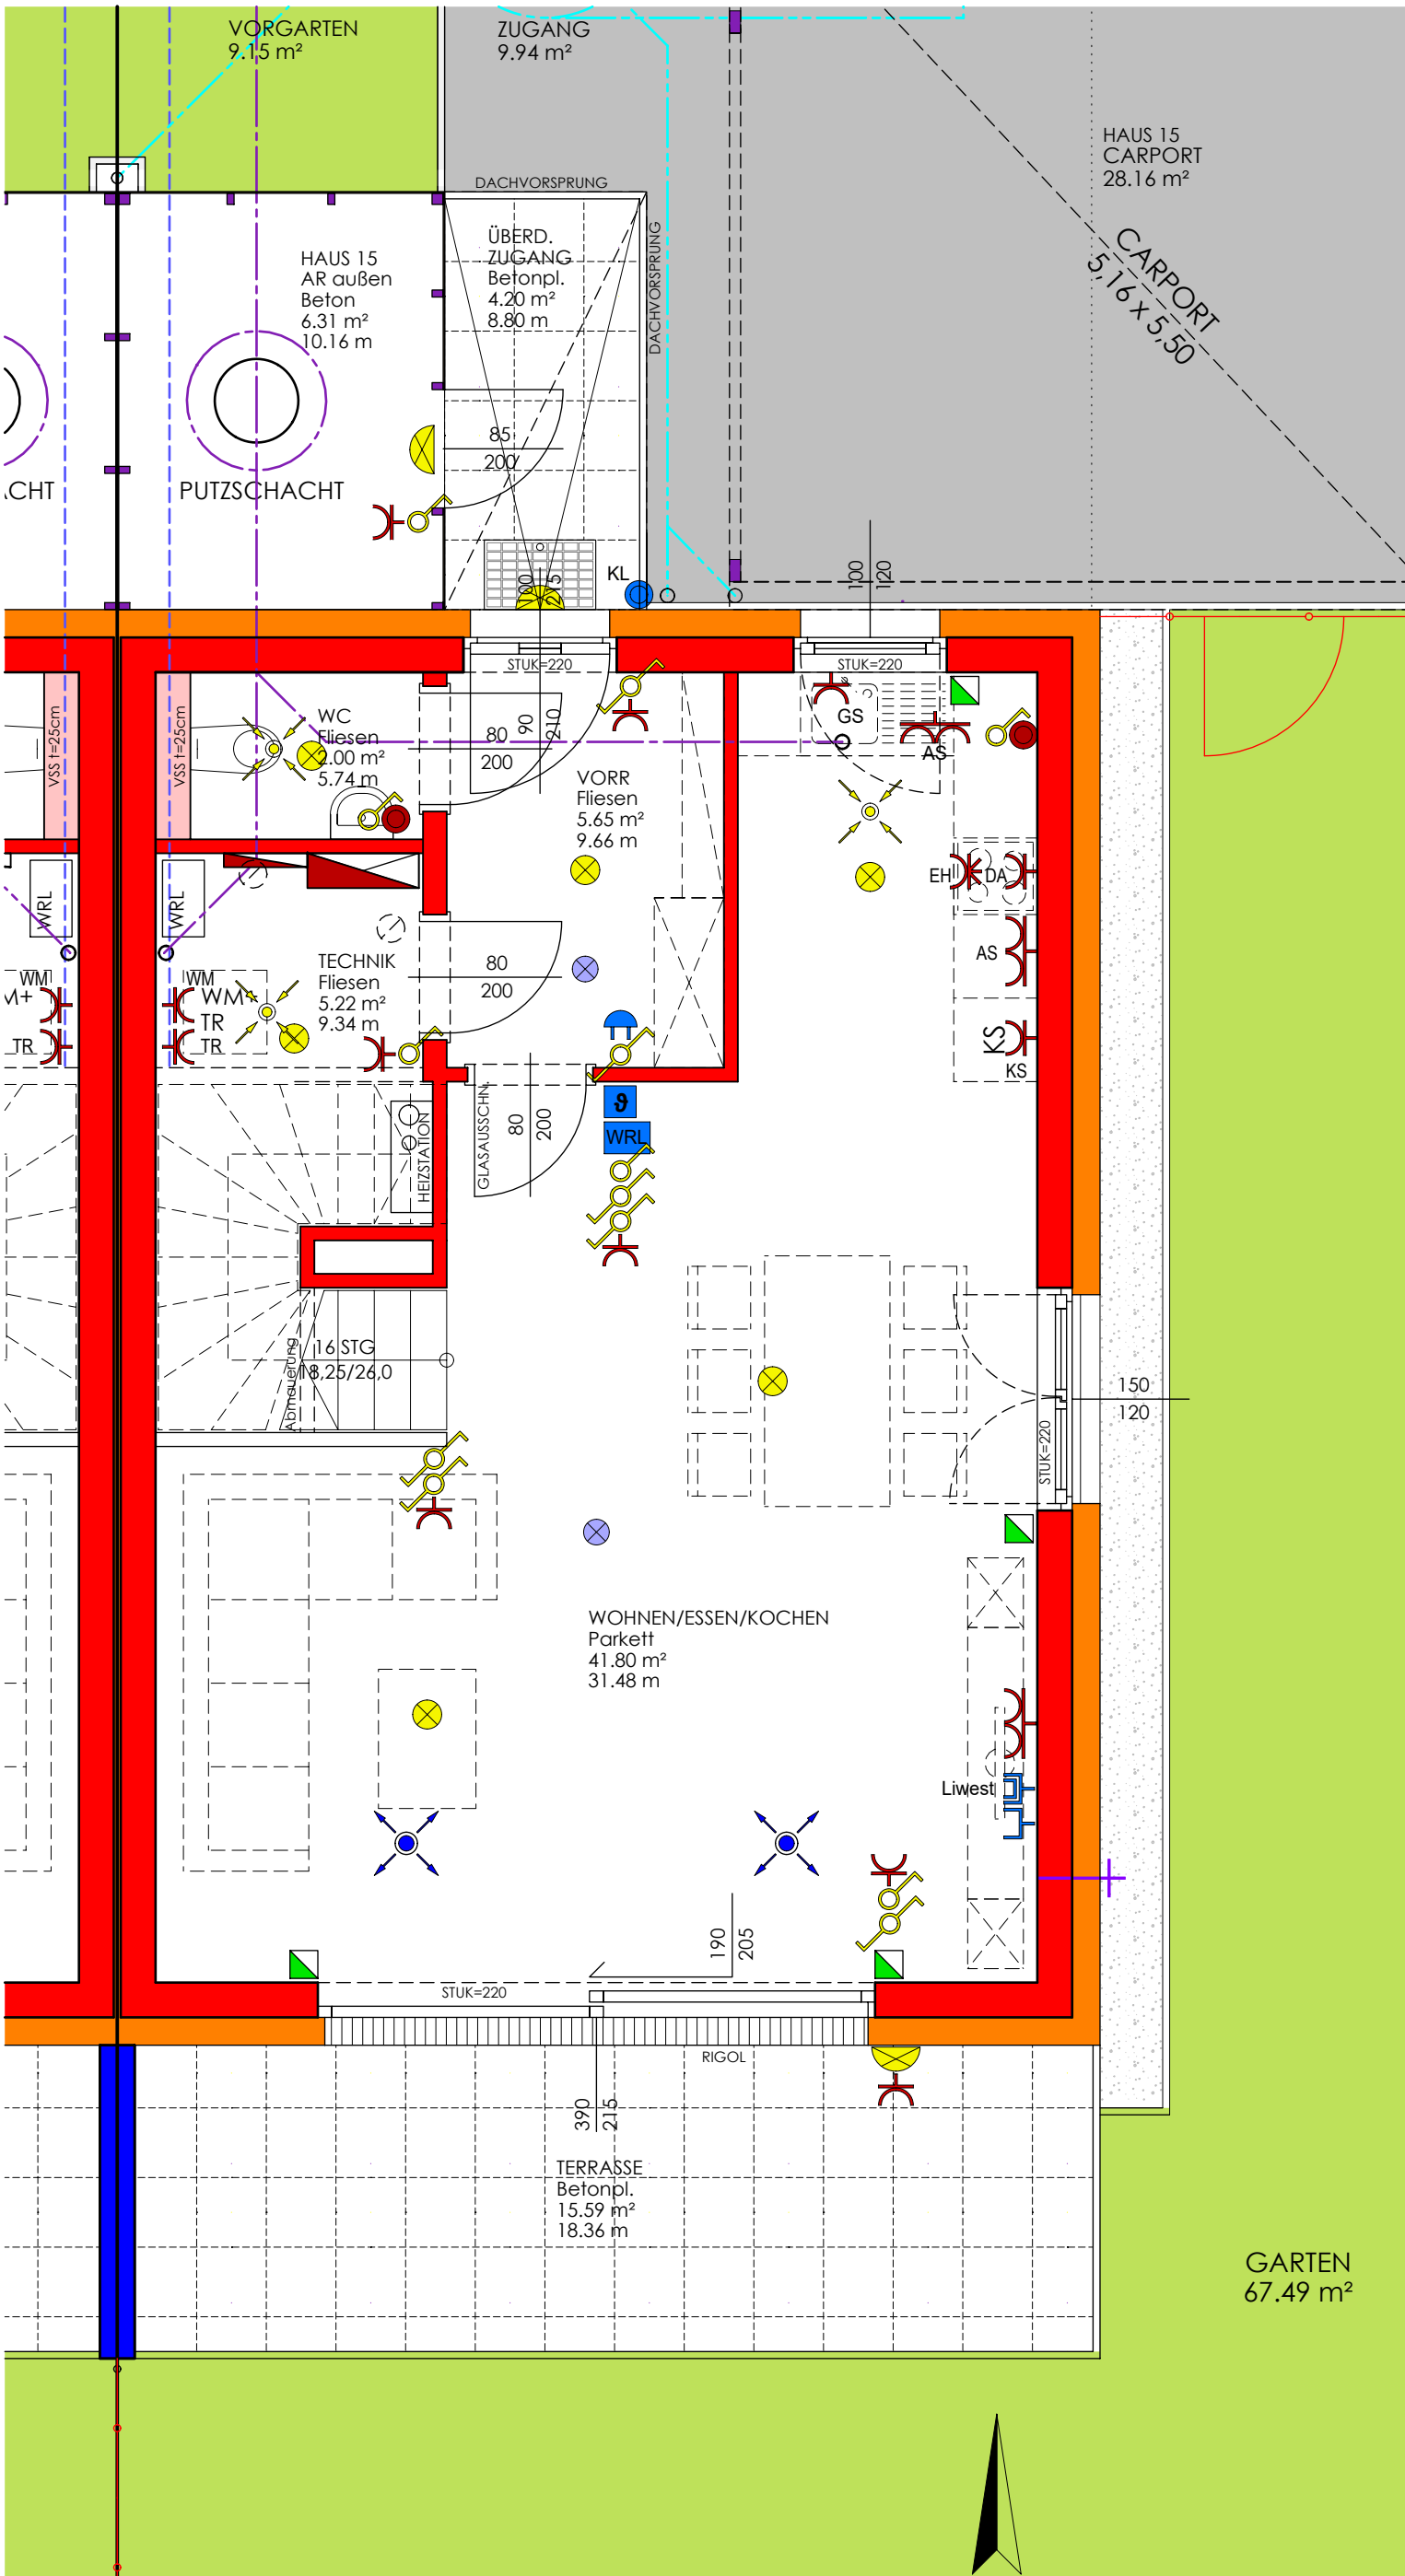 VORGARTEN
9.15 m²
ZUGANG
9.94 m²
HAUS 15
CARPORT
28.16 m²
CARPORT
5,16 x 5,50
DACHVORSPRUNG
DACHVORSPRUNG
ÜBERD.
ZUGANG
Betonpl.
4.20 m²
8.80 m
HAUS 15
AR außen
Beton
6.31 m²
10.16 m
85
200
ACHT
PUTZSCHACHT
KL
100
215
100
120
STUK=220
STUK=220
VSS t=25cm
VSS t=25cm
WC
Fliesen
2.00 m²
5.74 m
80
200
90
210
GS
AS
VORR
Fliesen
5.65 m²
9.66 m
EH
DA
WRL
WRL
AS
TECHNIK
Fliesen
5.22 m²
9.34 m
80
200
WM
M+
TR
WM
WM+
TR
TR
KS
KS
GLASAUSSCHN.
80
200
ϑ
WRL
HEIZSTATION
16 STG
18,25/26,0
Abmauerung
150
120
STUK=220
WOHNEN/ESSEN/KOCHEN
Parkett
41.80 m²
31.48 m
Liwest
190
205
STUK=220
RIGOL
390
215
TERRASSE
Betonpl.
15.59 m²
18.36 m
GARTEN
67.49 m²